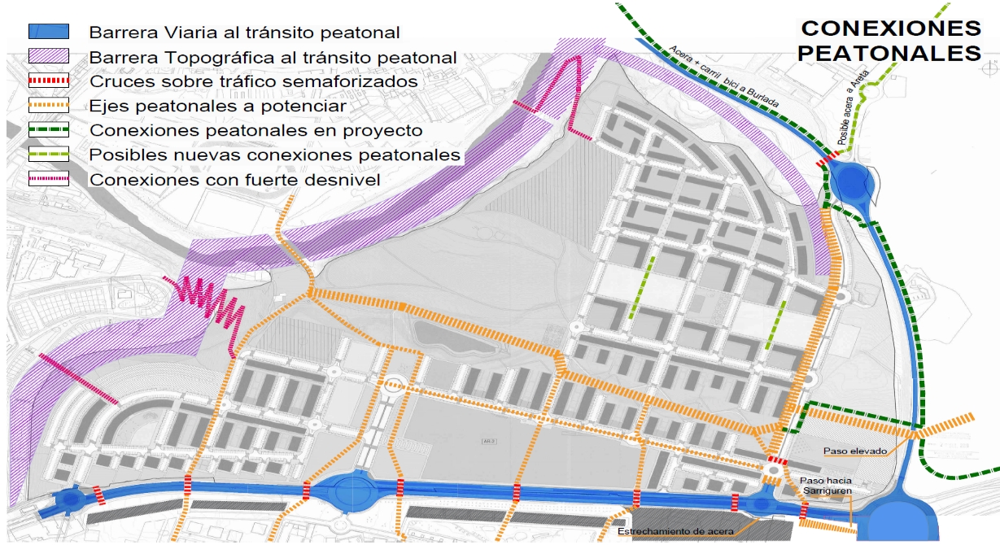 CONEXIONES
PEATONALES
Barrera Viaria al tránsito peatonal
Barrera Topográfica al tránsito peatonal
Cruces sobre tráfico semaforizados
Ejes peatonales a potenciar
Conexiones peatonales en proyecto
Posibles nuevas conexiones peatonales
Conexiones con fuerte desnivel
Acera + carril bici a Burlada
Posible acera a Areta
Paso elevado
Paso hacia
Sarriguren
Estrechamiento de acera